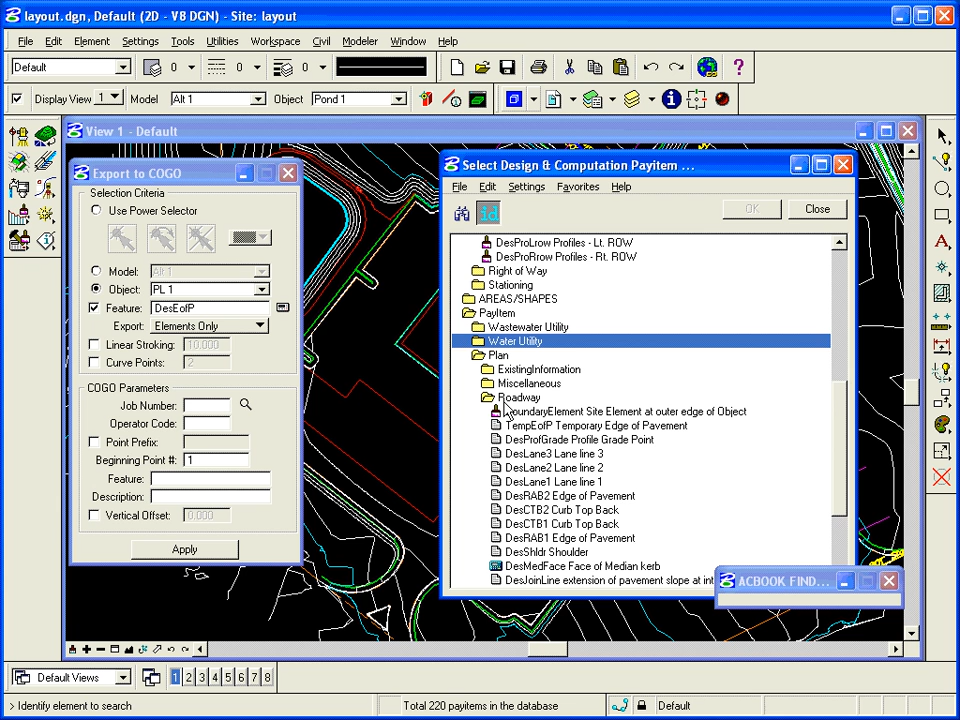 layout.dgn, Default (2D - V8 DGN) - Site: layout
File Edit Element Settings Tools Utilities Workspace Civil Modeler Window Help
Default 0 0 0
Display View 1 Model Alt 1 Object Pond 1
View 1 - Default
Export to COGO
Selection Criteria
Use Power Selector
Model: Alt 1
Object: PL 1
Feature: DesEofP
Export: Elements Only
Linear Stroking: 10.000
Curve Points: 2
COGO Parameters
Job Number:
Operator Code:
Point Prefix:
Beginning Point #: 1
Feature:
Description:
Vertical Offset: 0.000
Apply
Select Design & Computation Payitem ...
File Edit Settings Favorites Help
id OK Close
DesProLrow Profiles - Lt. ROW
DesProRrow Profiles - Rt. ROW
Right of Way
Stationing
AREAS/SHAPES
PayItem
Wastewater Utility
Water Utility
Plan
ExistingInformation
Miscellaneous
Roadway
oundaryElement Site Element at outer edge of Object
TempEofP Temporary Edge of Pavement
DesProfGrade Profile Grade Point
DesLane3 Lane line 3
DesLane2 Lane line 2
DesLane1 Lane line 1
DesRAB2 Edge of Pavement
DesCTB2 Curb Top Back
DesCTB1 Curb Top Back
DesRAB1 Edge of Pavement
DesShldr Shoulder
DesMedFace Face of Median kerb
DesJoinLine extension of pavement slope at int
ACBOOK FIND...
Default Views 1 2 3 4 5 6 7 8
> Identify element to search Total 220 payitems in the database Default